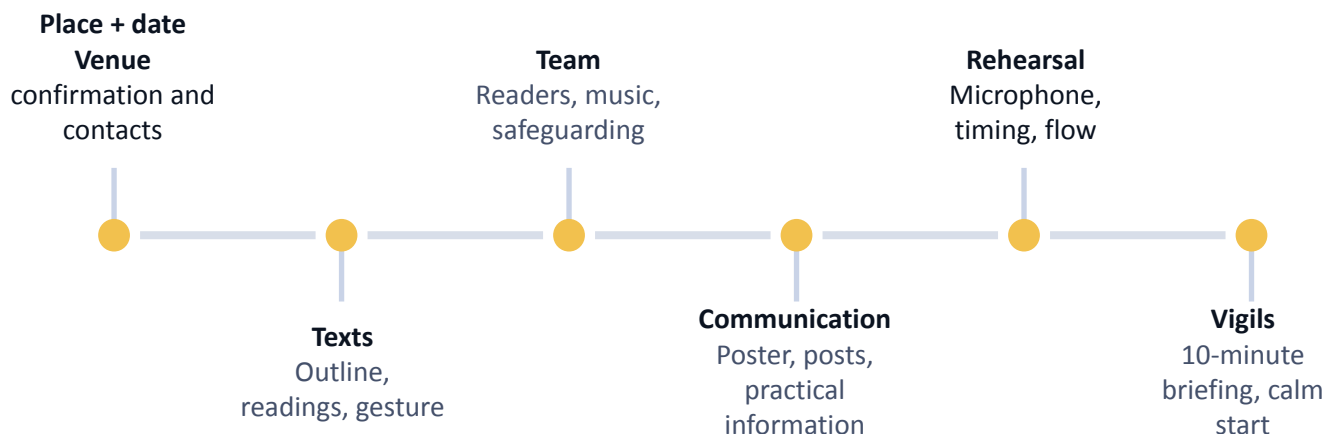 Place + date
Venue
confirmation and
contacts
Texts
Outline,
readings, gesture
Team
Readers, music,
safeguarding
Communication
Poster, posts,
practical
information
Rehearsal
Microphone,
timing, flow
Vigils
10-minute
briefing, calm
start